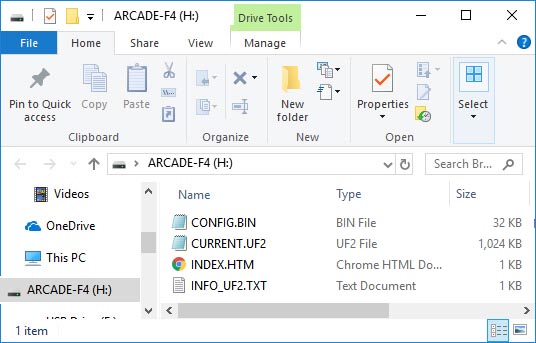 ARCADE-F4 (H:)
Drive Tools
File
Home
Share
View
Manage
Pin to Quick access
Copy
Paste
New folder
Properties
Select
Clipboard
Organize
New
Open
ARCADE-F4 (H:)
Search Br...
Videos
OneDrive
This PC
ARCADE-F4 (H:)
Name Type Size
CONFIG.BIN BIN File 32 KB
CURRENT.UF2 UF2 File 1,024 KB
INDEX.HTM Chrome HTML Do... 1 KB
INFO_UF2.TXT Text Document 1 KB
1 item